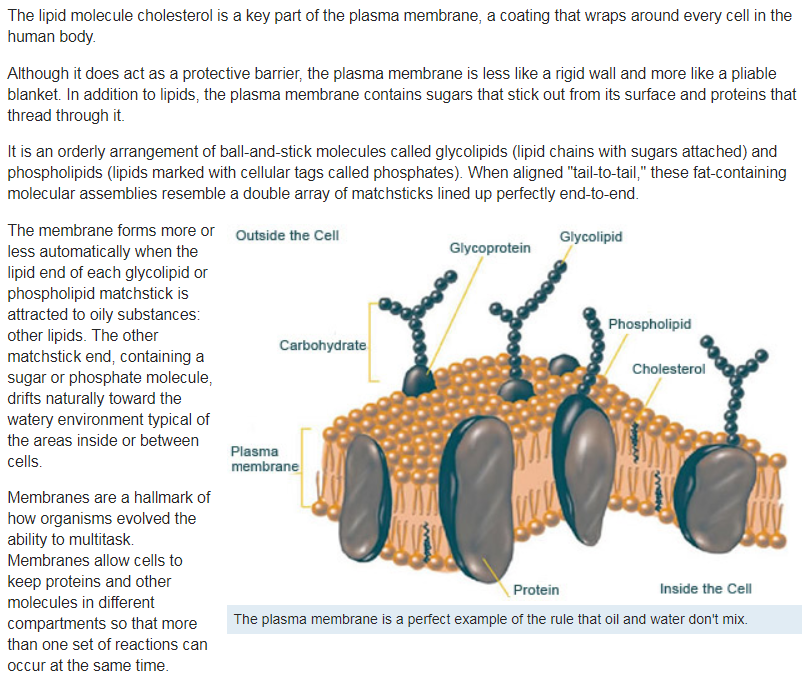 The lipid molecule cholesterol is a key part of the plasma membrane, a coating that wraps around every cell in the
human body.
Although it does act as a protective barrier, the plasma membrane is less like a rigid wall and more like a pliable
blanket. In addition to lipids, the plasma membrane contains sugars that stick out from its surface and proteins that
thread through it.
It is an orderly arrangement of ball-and-stick molecules called glycolipids (lipid chains with sugars attached) and
phospholipids (lipids marked with cellular tags called phosphates). When aligned "tail-to-tail," these fat-containing
molecular assemblies resemble a double array of matchsticks lined up perfectly end-to-end.
The membrane forms more or
less automatically when the
lipid end of each glycolipid or
phospholipid matchstick is
attracted to oily substances:
other lipids. The other
matchstick end, containing a
sugar or phosphate molecule,
drifts naturally toward the
watery environment typical of
the areas inside or between
cells.
Membranes are a hallmark of
how organisms evolved the
ability to multitask.
Membranes allow cells to
keep proteins and other
molecules in different
compartments so that more
than one set of reactions can
occur at the same time.
Outside the Cell
Glycoprotein
Glycolipid
Carbohydrate
Phospholipid
Cholesterol
Plasma
membrane
Protein
Inside the Cell
The plasma membrane is a perfect example of the rule that oil and water don't mix.